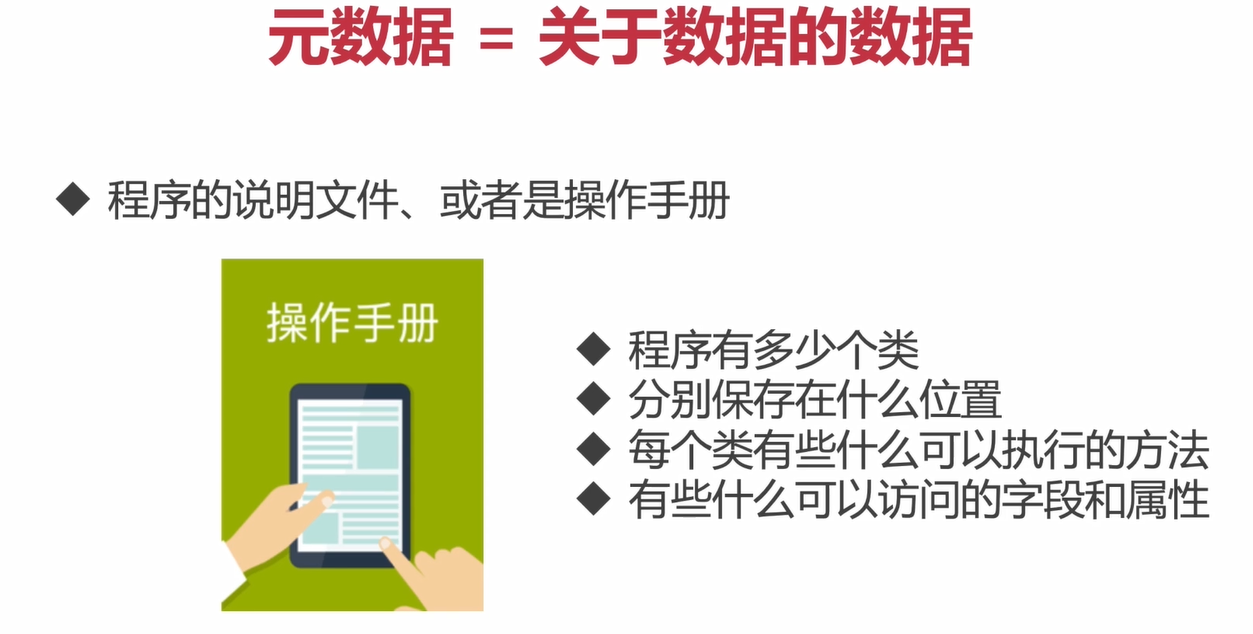 元数据 = 关于数据的数据
◆ 程序的说明文件、或者是操作手册
操作手册
◆ 程序有多少个类
◆ 分别保存在什么位置
◆ 每个类有些什么可以执行的方法
◆ 有些什么可以访问的字段和属性